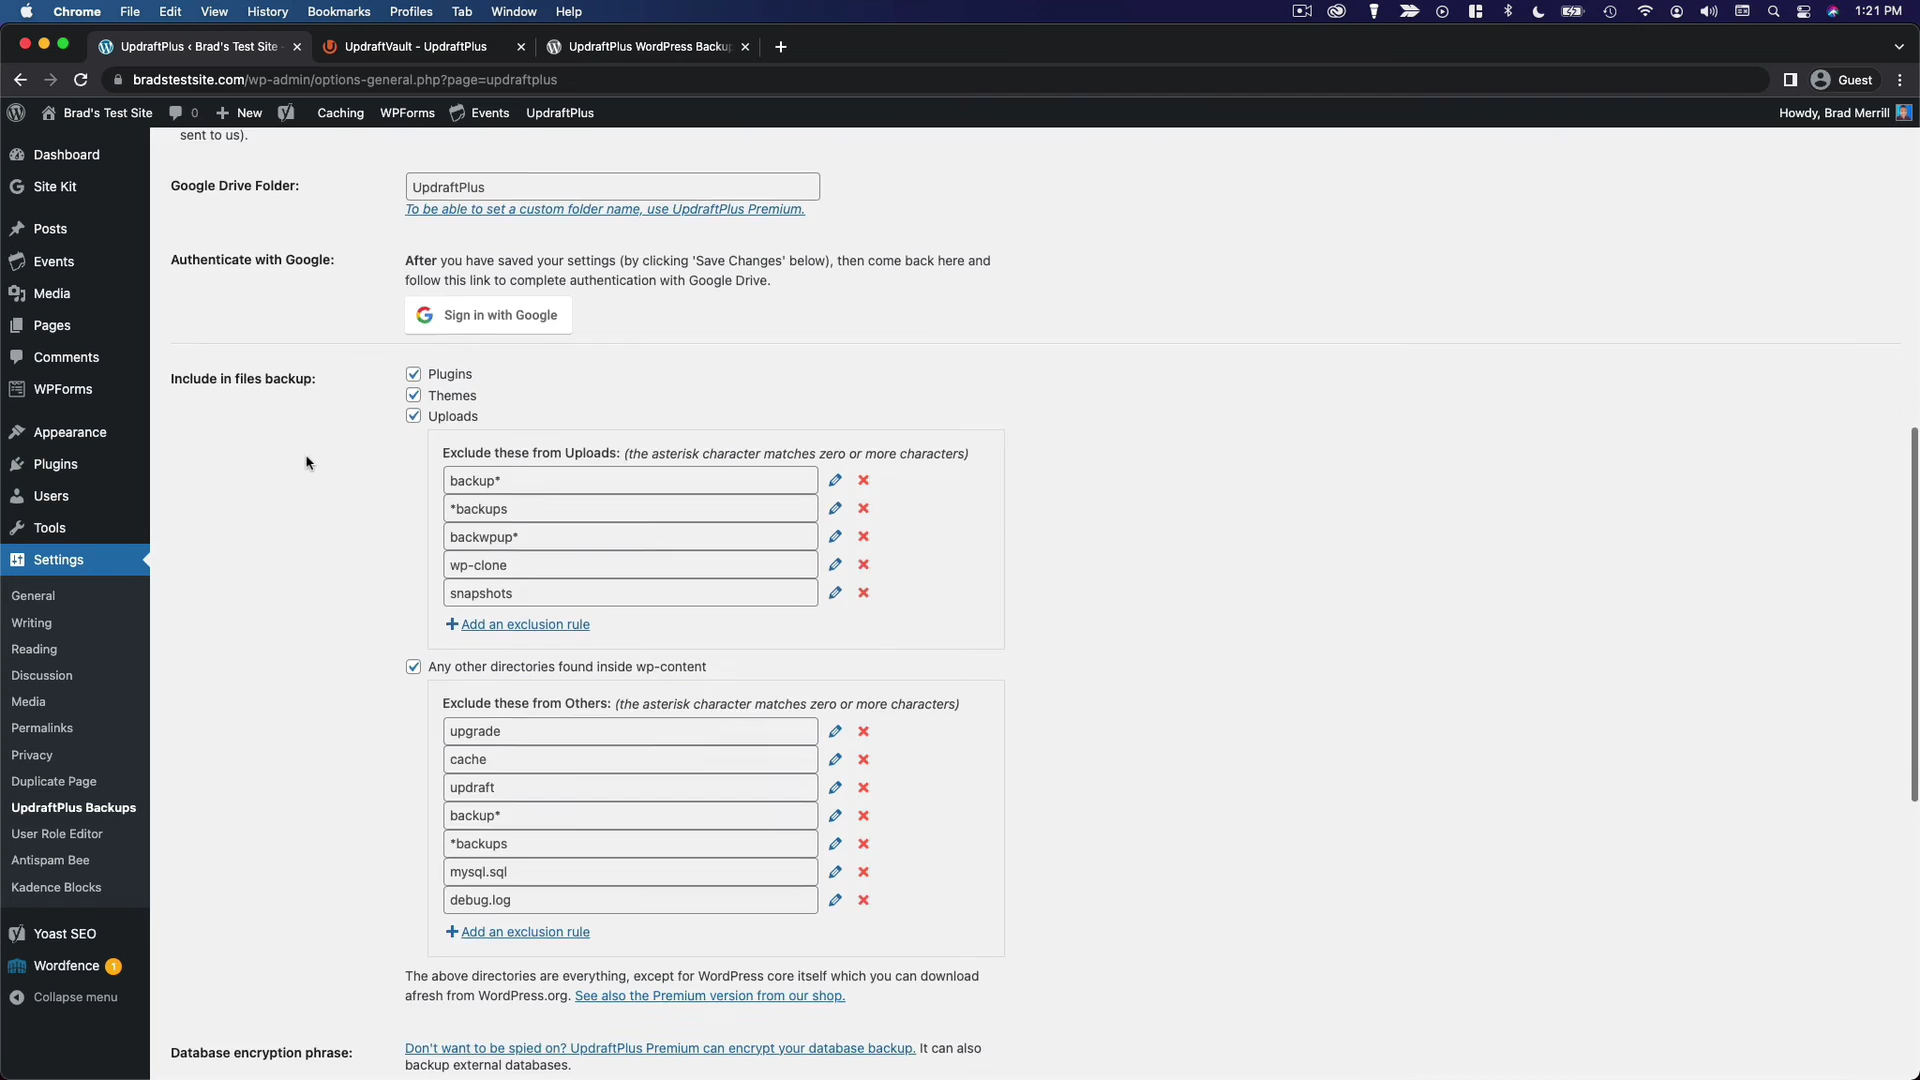 Chrome File Edit View History Bookmarks Profiles Tab Window Help 1:21 PM
UpdraftPlus ‹ Brad's Test Site - UpdraftVault - UpdraftPlus UpdraftPlus WordPress Backup
bradstestsite.com/wp-admin/options-general.php?page=updraftplus Guest
Brad's Test Site 0 New Caching WPForms Events UpdraftPlus Howdy, Brad Merrill
Dashboard
Site Kit
Posts
Events
Media
Pages
Comments
WPForms
Appearance
Plugins
Users
Tools
Settings
General
Writing
Reading
Discussion
Media
Permalinks
Privacy
Duplicate Page
UpdraftPlus Backups
User Role Editor
Antispam Bee
Kadence Blocks
Yoast SEO
Wordfence 1
Collapse menu
sent to us).
Google Drive Folder: UpdraftPlus
To be able to set a custom folder name, use UpdraftPlus Premium.
Authenticate with Google: After you have saved your settings (by clicking 'Save Changes' below), then come back here and
follow this link to complete authentication with Google Drive.
Sign in with Google
Include in files backup: Plugins
Themes
Uploads
Exclude these from Uploads: (the asterisk character matches zero or more characters)
backup*
*backups
backwpup*
wp-clone
snapshots
Add an exclusion rule
Any other directories found inside wp-content
Exclude these from Others: (the asterisk character matches zero or more characters)
upgrade
cache
updraft
backup*
*backups
mysql.sql
debug.log
Add an exclusion rule
The above directories are everything, except for WordPress core itself which you can download
afresh from WordPress.org. See also the Premium version from our shop.
Database encryption phrase: Don't want to be spied on? UpdraftPlus Premium can encrypt your database backup. It can also
backup external databases.